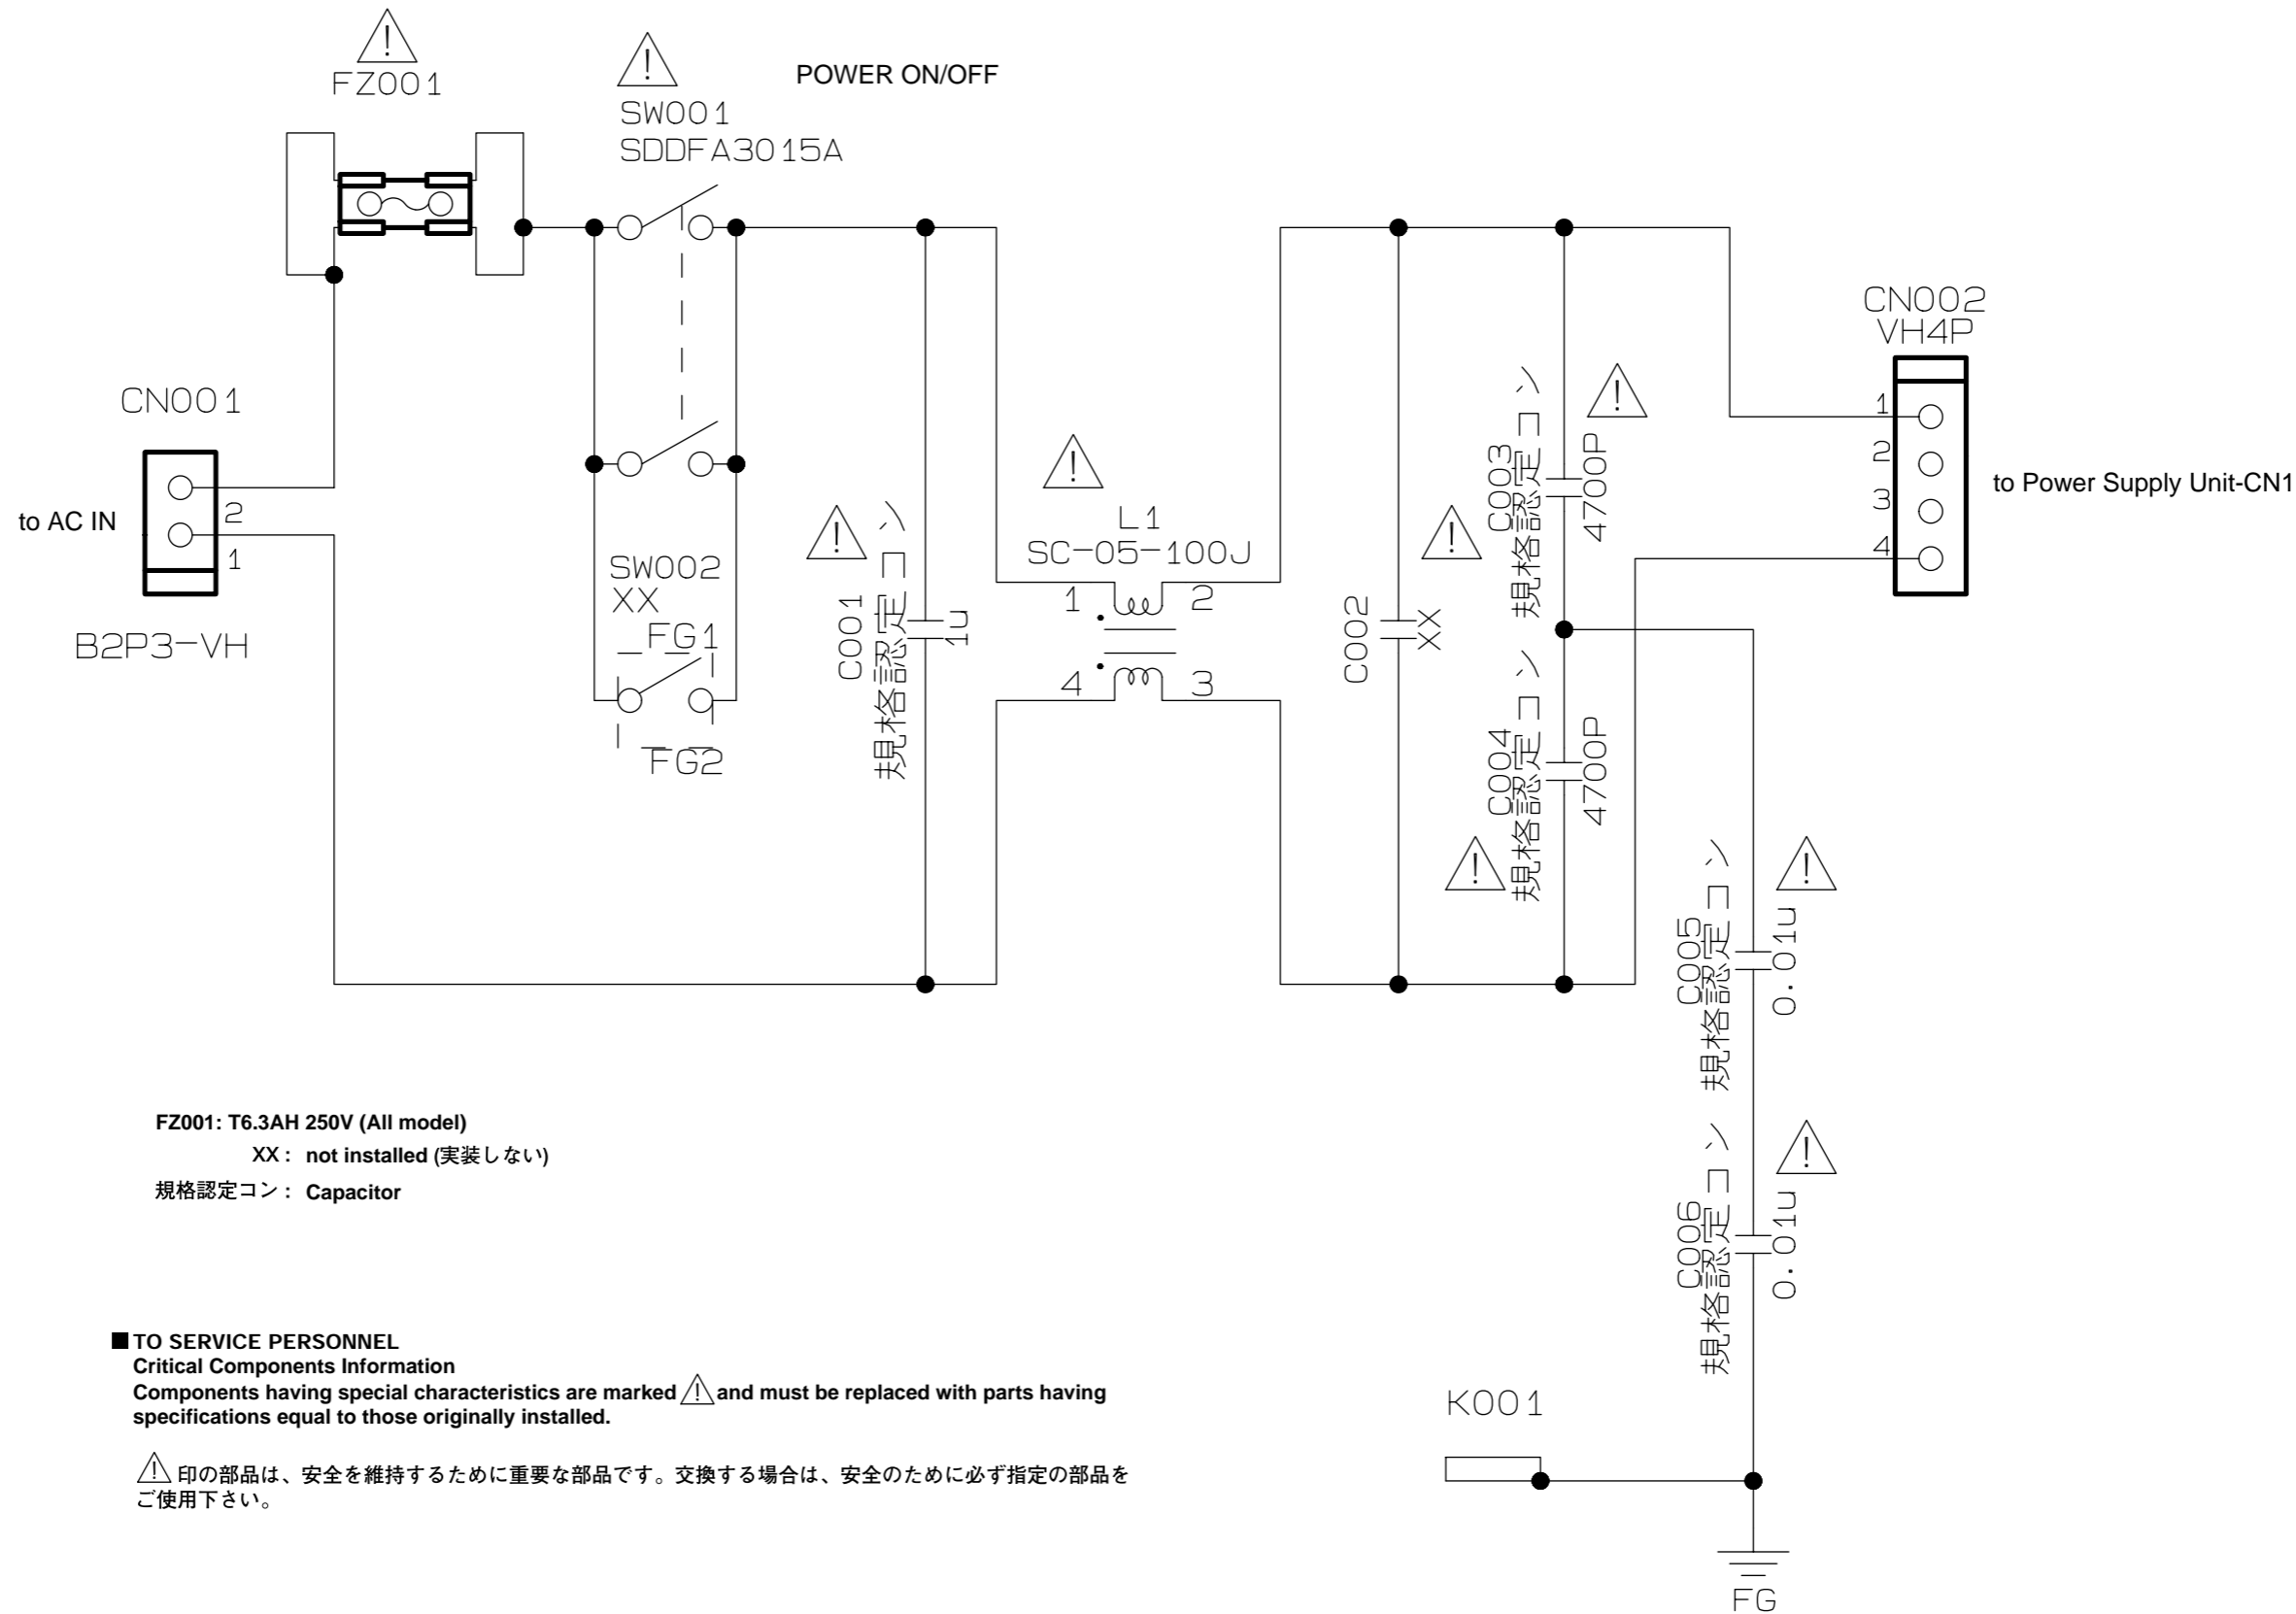 FZ001
POWER ON/OFF
SW001
SDDFA3015A
CN002
VH4P
1
2
3
4
to Power Supply Unit-CN1
CN001
to AC IN
2
1
B2P3-VH
SW002
XX
FG1
FG2
C001
規格認定コン
1u
L1
SC-05-100J
1 2
4 3
C002
XX
C003
規格認定コン
4700P
C004
規格認定コン
4700P
C005
規格認定コン
0.01u
C006
規格認定コン
0.01u
K001
FG
FZ001: T6.3AH 250V (All model)
XX : not installed (実装しない)
規格認定コン : Capacitor
■ TO SERVICE PERSONNEL
Critical Components Information
Components having special characteristics are marked ⚠ and must be replaced with parts having
specifications equal to those originally installed.
⚠ 印の部品は、安全を維持するために重要な部品です。交換する場合は、安全のために必ず指定の部品を
ご使用下さい。